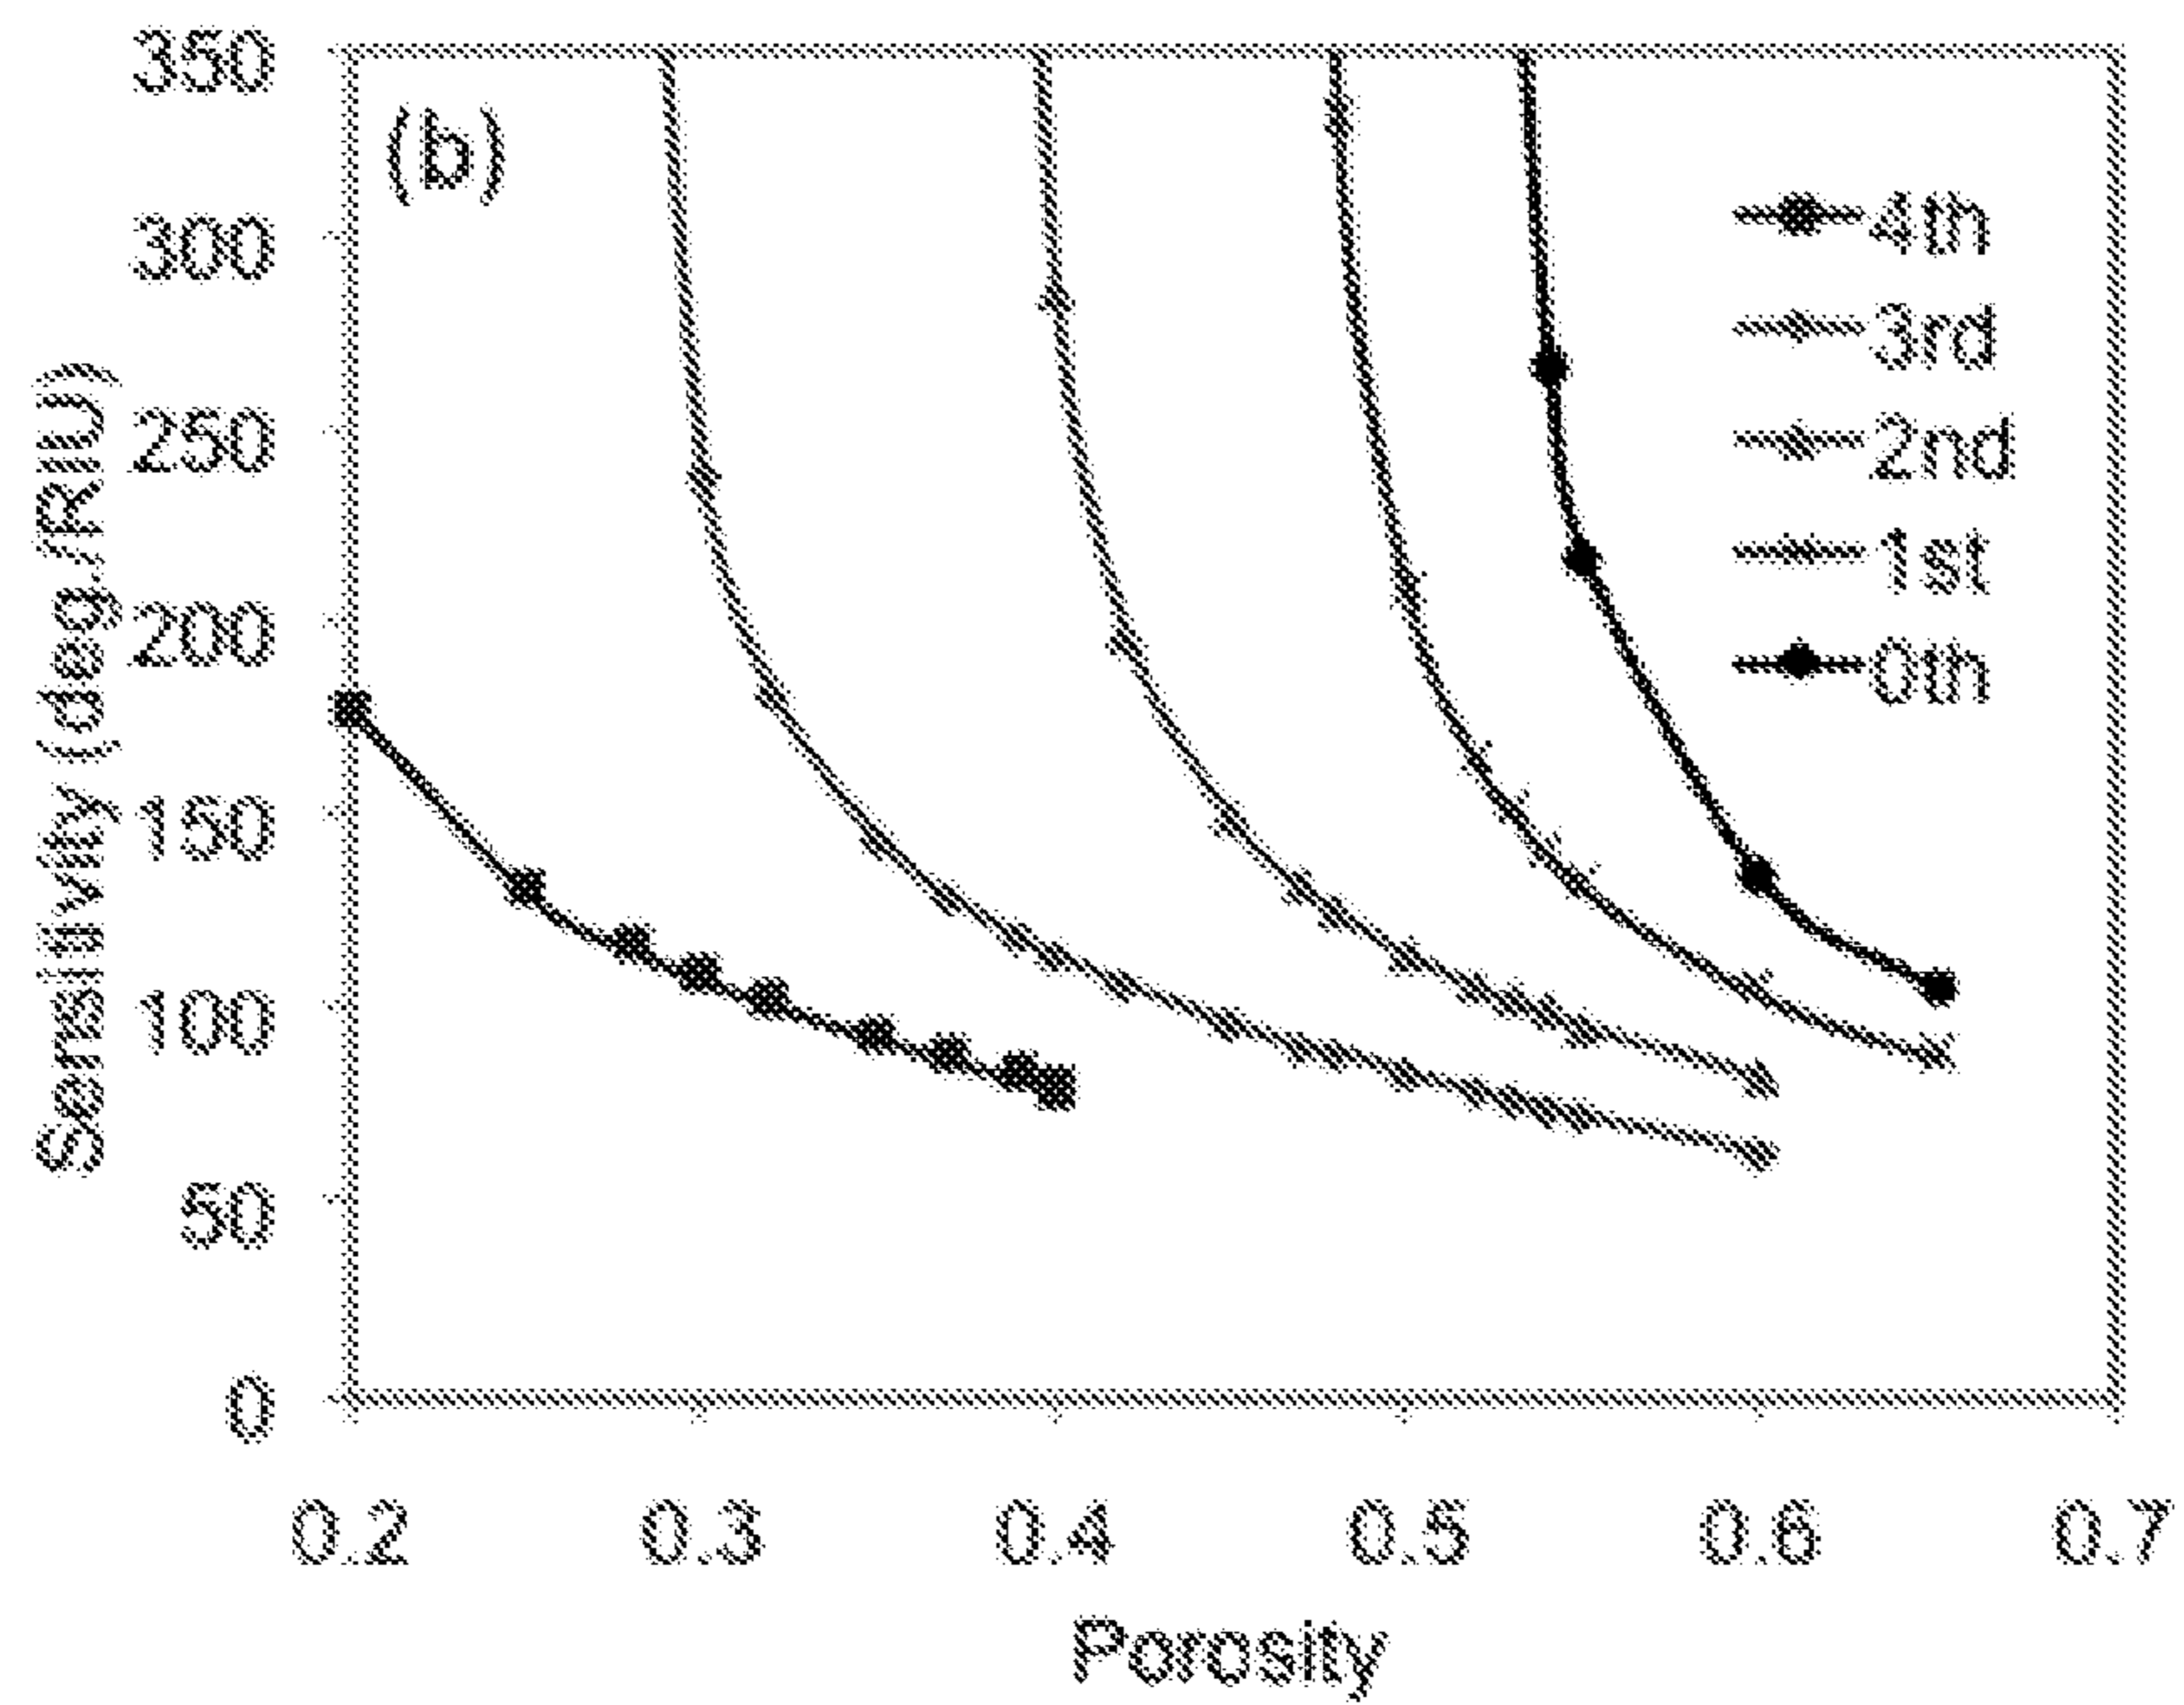 (b)
350
300
250
200
150
100
50
0
Sensitivity (deg./RIU)
4th
3rd
2nd
1st
0th
0.2 0.3 0.4 0.5 0.6 0.7
Porosity